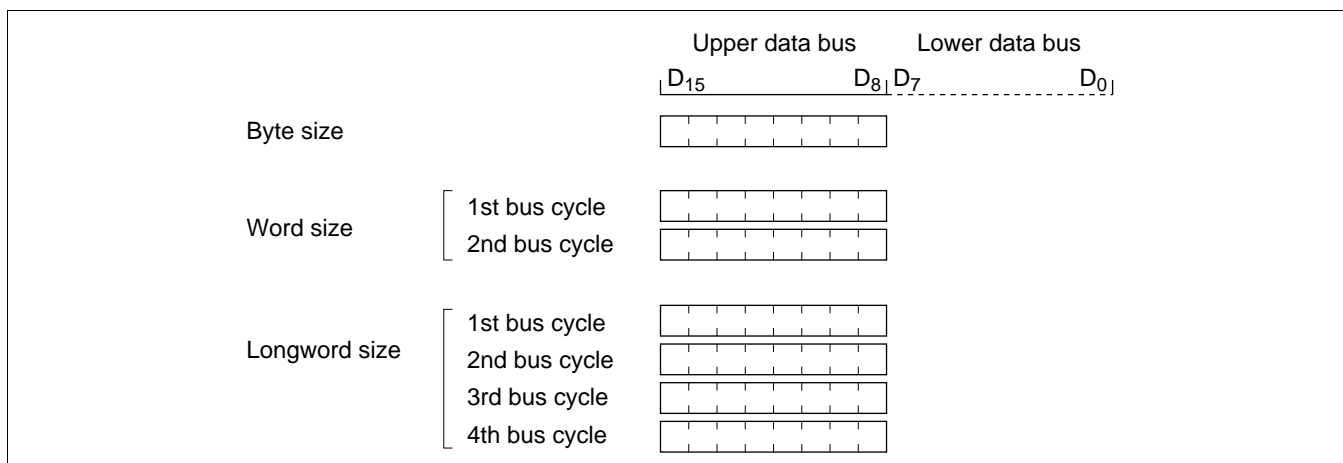 Upper data bus Lower data bus
D15 D8 D7 D0
Byte size
Word size
1st bus cycle
2nd bus cycle
Longword size
1st bus cycle
2nd bus cycle
3rd bus cycle
4th bus cycle